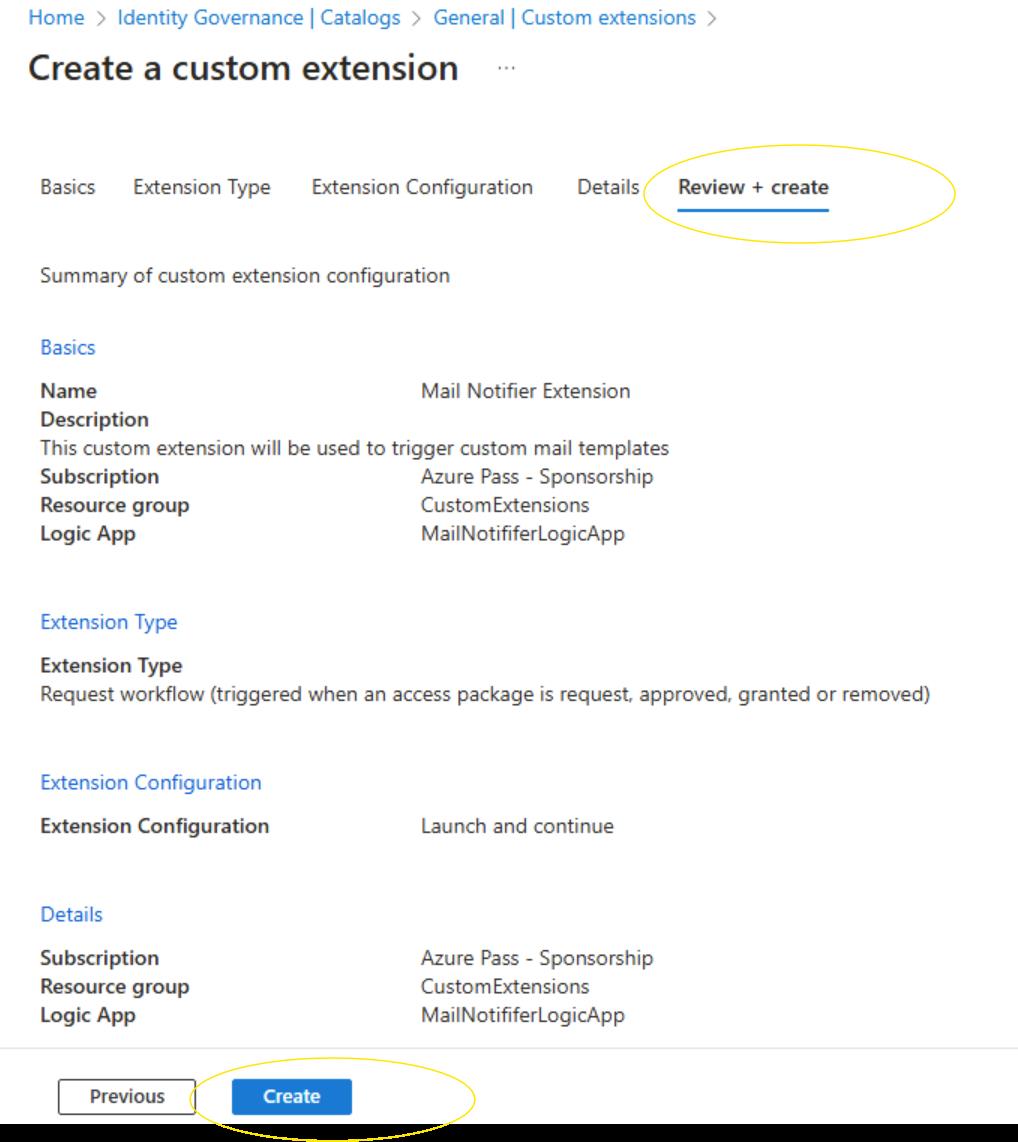 Home > Identity Governance | Catalogs > General | Custom extensions >
Create a custom extension ...
Basics Extension Type Extension Configuration Details Review + create
Summary of custom extension configuration
Basics
Name Mail Notifier Extension
Description
This custom extension will be used to trigger custom mail templates
Subscription Azure Pass - Sponsorship
Resource group CustomExtensions
Logic App MailNotififerLogicApp
Extension Type
Extension Type
Request workflow (triggered when an access package is request, approved, granted or removed)
Extension Configuration
Extension Configuration Launch and continue
Details
Subscription Azure Pass - Sponsorship
Resource group CustomExtensions
Logic App MailNotififerLogicApp
Previous Create